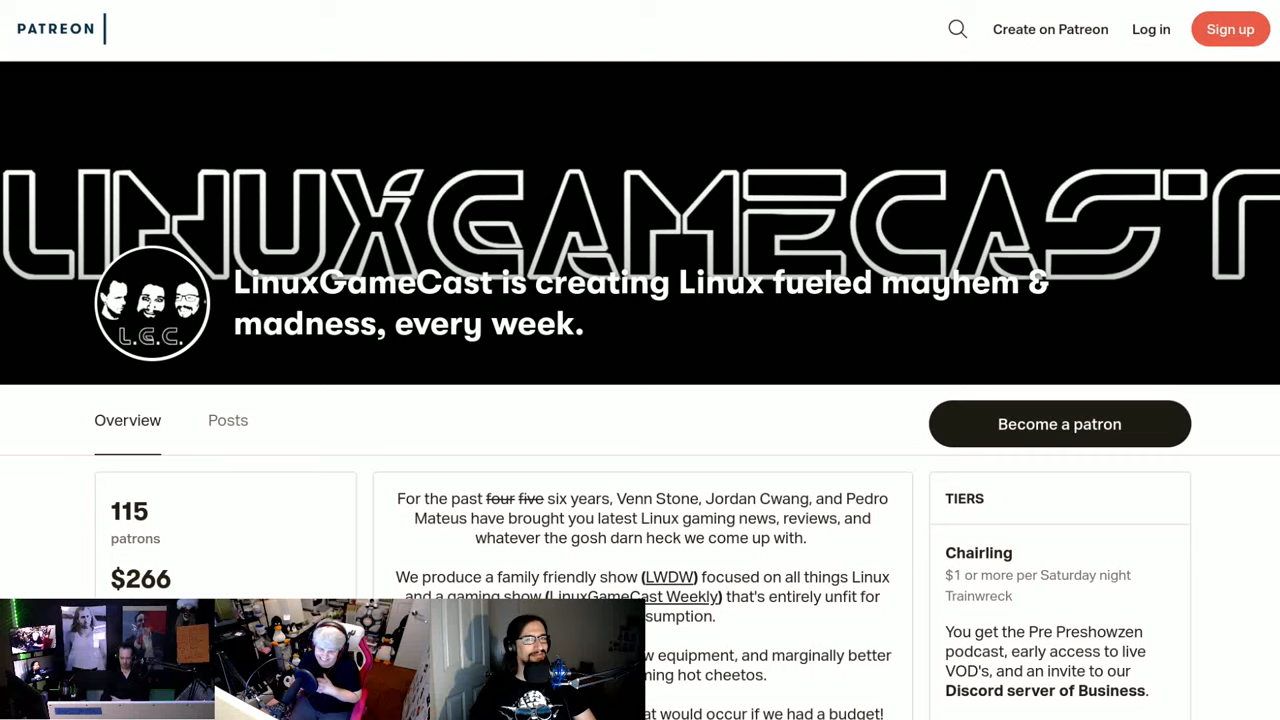 PATREON
Create on Patreon
Log in
Sign up
LINUXGAMECAST
L.G.C.
LinuxGameCast is creating Linux fueled mayhem &
madness, every week.
Overview
Posts
Become a patron
115
patrons
$266
For the past four five six years, Venn Stone, Jordan Cwang, and Pedro
Mateus have brought you latest Linux gaming news, reviews, and
whatever the gosh darn heck we come up with.
We produce a family friendly show (LWDW) focused on all things Linux
and a gaming show (LinuxGameCast Weekly) that's entirely unfit for
sumption.
w equipment, and marginally better
ming hot cheetos.
at would occur if we had a budget!
TIERS
Chairling
$1 or more per Saturday night
Trainwreck
You get the Pre Preshowzen
podcast, early access to live
VOD's, and an invite to our
Discord server of Business.